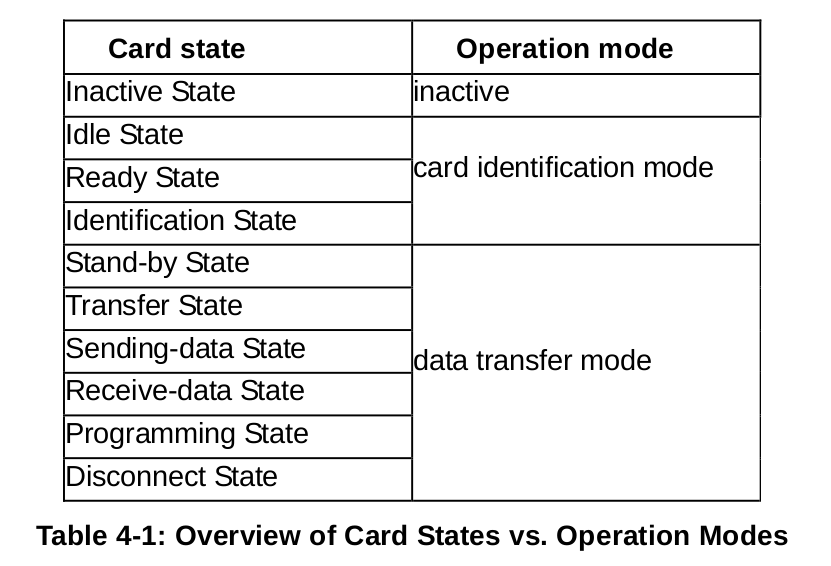 Card state Operation mode
Inactive State inactive
Idle State
Ready State card identification mode
Identification State
Stand-by State
Transfer State
Sending-data State data transfer mode
Receive-data State
Programming State
Disconnect State
Table 4-1: Overview of Card States vs. Operation Modes